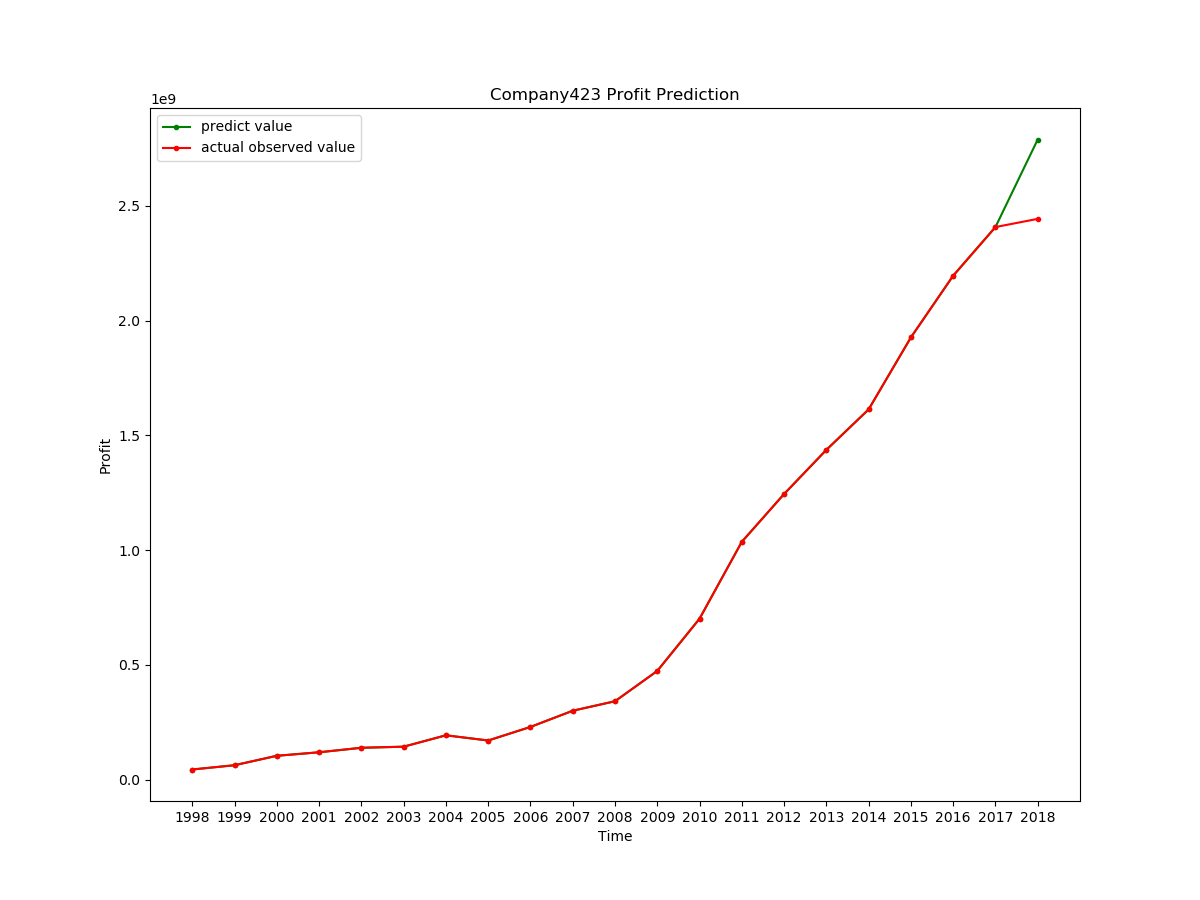 Company423 Profit Prediction
1e9
predict value
actual observed value
2.5
2.0
1.5
1.0
0.5
0.0
Profit
1998 1999 2000 2001 2002 2003 2004 2005 2006 2007 2008 2009 2010 2011 2012 2013 2014 2015 2016 2017 2018
Time